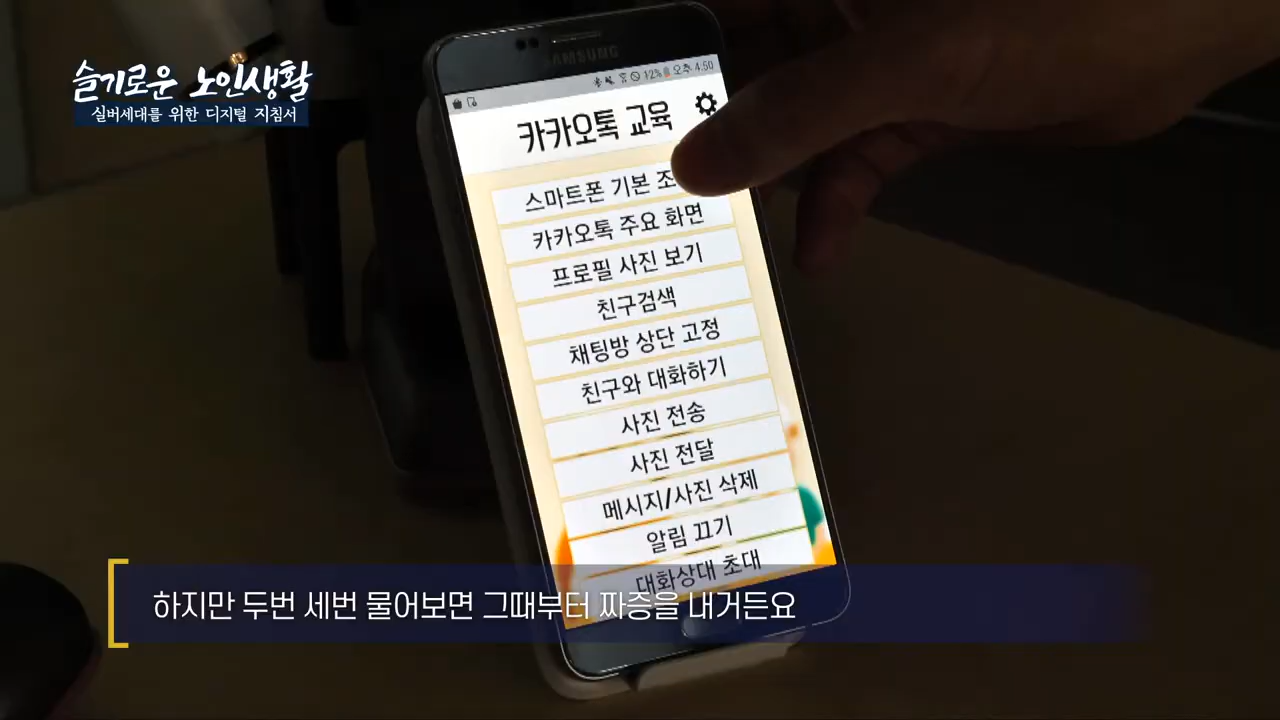 슬기로운 노인생활
실버세대를 위한 디지털 지침서
SAMSUNG
12% 오후 4:50
카카오톡 교육
스마트폰 기본 조
카카오톡 주요 화면
프로필 사진 보기
친구검색
채팅방 상단 고정
친구와 대화하기
사진 전송
사진 전달
메시지/사진 삭제
알림 끄기
대화상대 초대
하지만 두번 세번 물어보면 그때부터 짜증을 내거든요